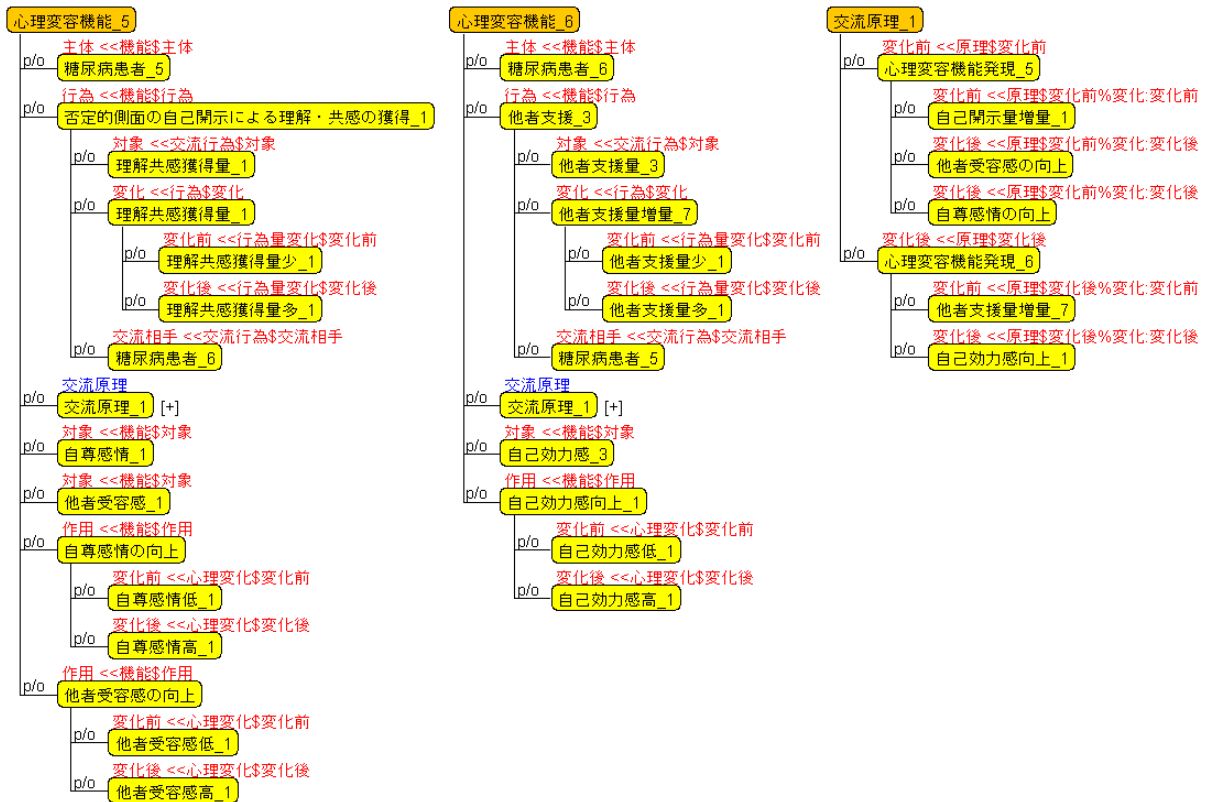 心理変容機能_5
主体 <<機能$主体
p/o 糖尿病患者_5
行為 <<機能$行為
p/o 否定的側面の自己開示による理解・共感の獲得_1
対象 <<交流行為$対象
p/o 理解共感獲得量_1
変化 <<行為$変化
p/o 理解共感獲得量_1
変化前 <<行為量変化$変化前
p/o 理解共感獲得量少_1
変化後 <<行為量変化$変化後
p/o 理解共感獲得量多_1
交流相手 <<交流行為$交流相手
p/o 糖尿病患者_6
交流原理
p/o 交流原理_1 [+]
対象 <<機能$対象
p/o 自尊感情_1
対象 <<機能$対象
p/o 他者受容感_1
作用 <<機能$作用
p/o 自尊感情の向上
変化前 <<心理変化$変化前
p/o 自尊感情低_1
変化後 <<心理変化$変化後
p/o 自尊感情高_1
作用 <<機能$作用
p/o 他者受容感の向上
変化前 <<心理変化$変化前
p/o 他者受容感低_1
変化後 <<心理変化$変化後
p/o 他者受容感高_1
心理変容機能_6
主体 <<機能$主体
p/o 糖尿病患者_6
行為 <<機能$行為
p/o 他者支援_3
対象 <<交流行為$対象
p/o 他者支援量_3
変化 <<行為$変化
p/o 他者支援量増量_7
変化前 <<行為量変化$変化前
p/o 他者支援量少_1
変化後 <<行為量変化$変化後
p/o 他者支援量多_1
交流相手 <<交流行為$交流相手
p/o 糖尿病患者_5
交流原理
p/o 交流原理_1 [+]
対象 <<機能$対象
p/o 自己効力感_3
作用 <<機能$作用
p/o 自己効力感向上_1
変化前 <<心理変化$変化前
p/o 自己効力感低_1
変化後 <<心理変化$変化後
p/o 自己効力感高_1
交流原理_1
変化前 <<原理$変化前
p/o 心理変容機能発現_5
変化前 <<原理$変化前%変化:変化前
p/o 自己開示量増量_1
変化後 <<原理$変化前%変化:変化後
p/o 他者受容感の向上
変化後 <<原理$変化前%変化:変化後
p/o 自尊感情の向上
変化後 <<原理$変化後
p/o 心理変容機能発現_6
変化前 <<原理$変化後%変化:変化前
p/o 他者支援量増量_7
変化後 <<原理$変化後%変化:変化後
p/o 自己効力感向上_1